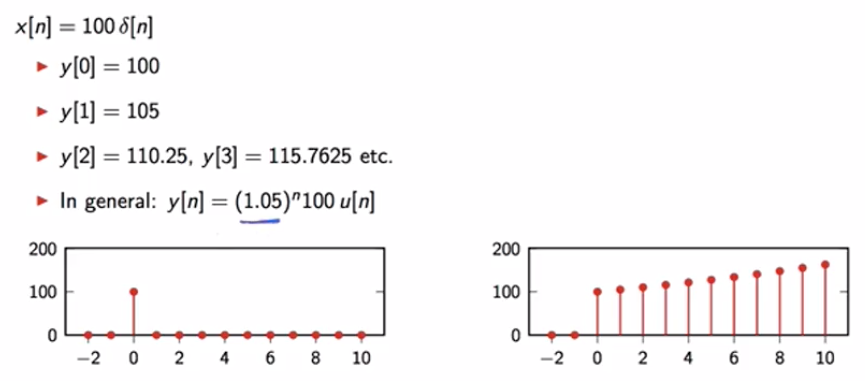 x[n] = 100 δ[n]
▶ y[0] = 100
▶ y[1] = 105
▶ y[2] = 110.25, y[3] = 115.7625 etc.
▶ In general: y[n] = (1.05)ⁿ100 u[n]
200
100
0
−2 0 2 4 6 8 10
200
100
0
−2 0 2 4 6 8 10